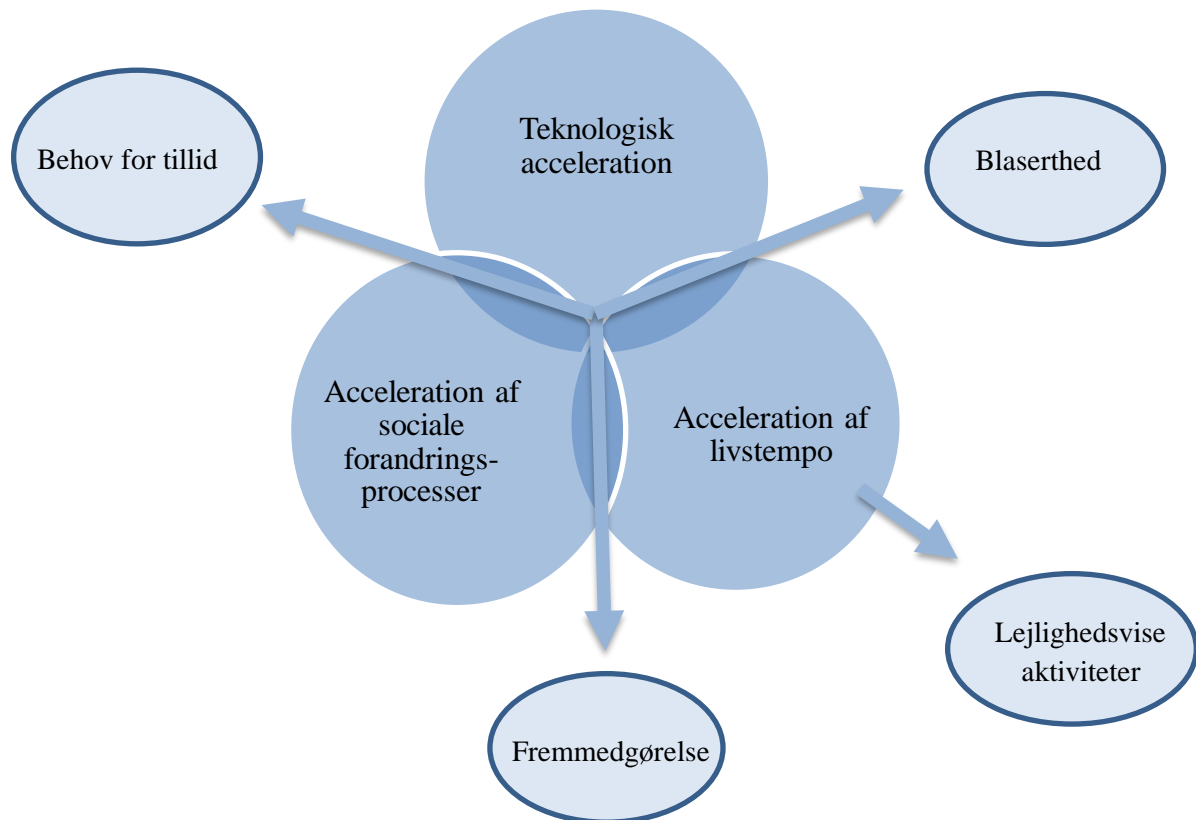 Teknologisk
acceleration
Behov for tillid
Blaserthed
Acceleration af
sociale
forandrings-
processer
Acceleration af
livstempo
Lejlighedsvise
aktiviteter
Fremmedgørelse